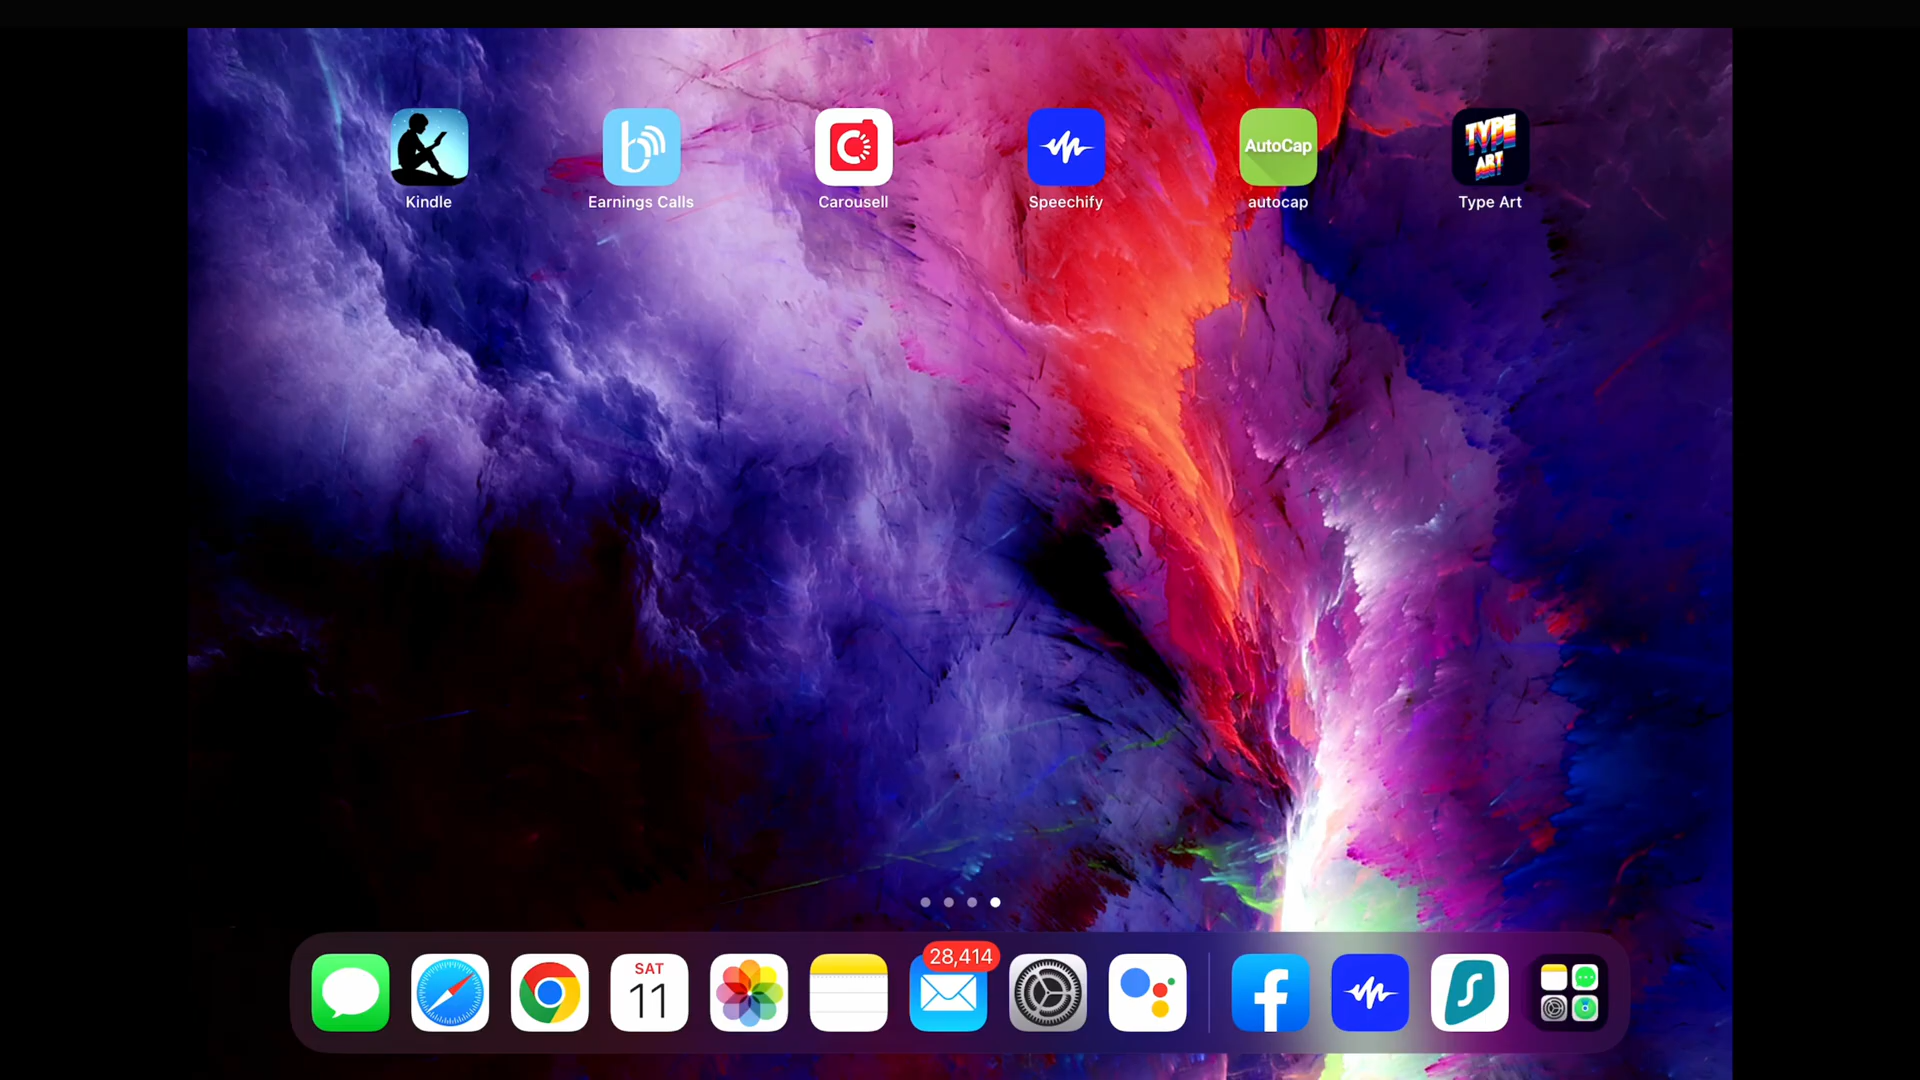 AutoCap
TYPE
ART
Kindle
Earnings Calls
Carousell
Speechify
autocap
Type Art
28,414
SAT
11